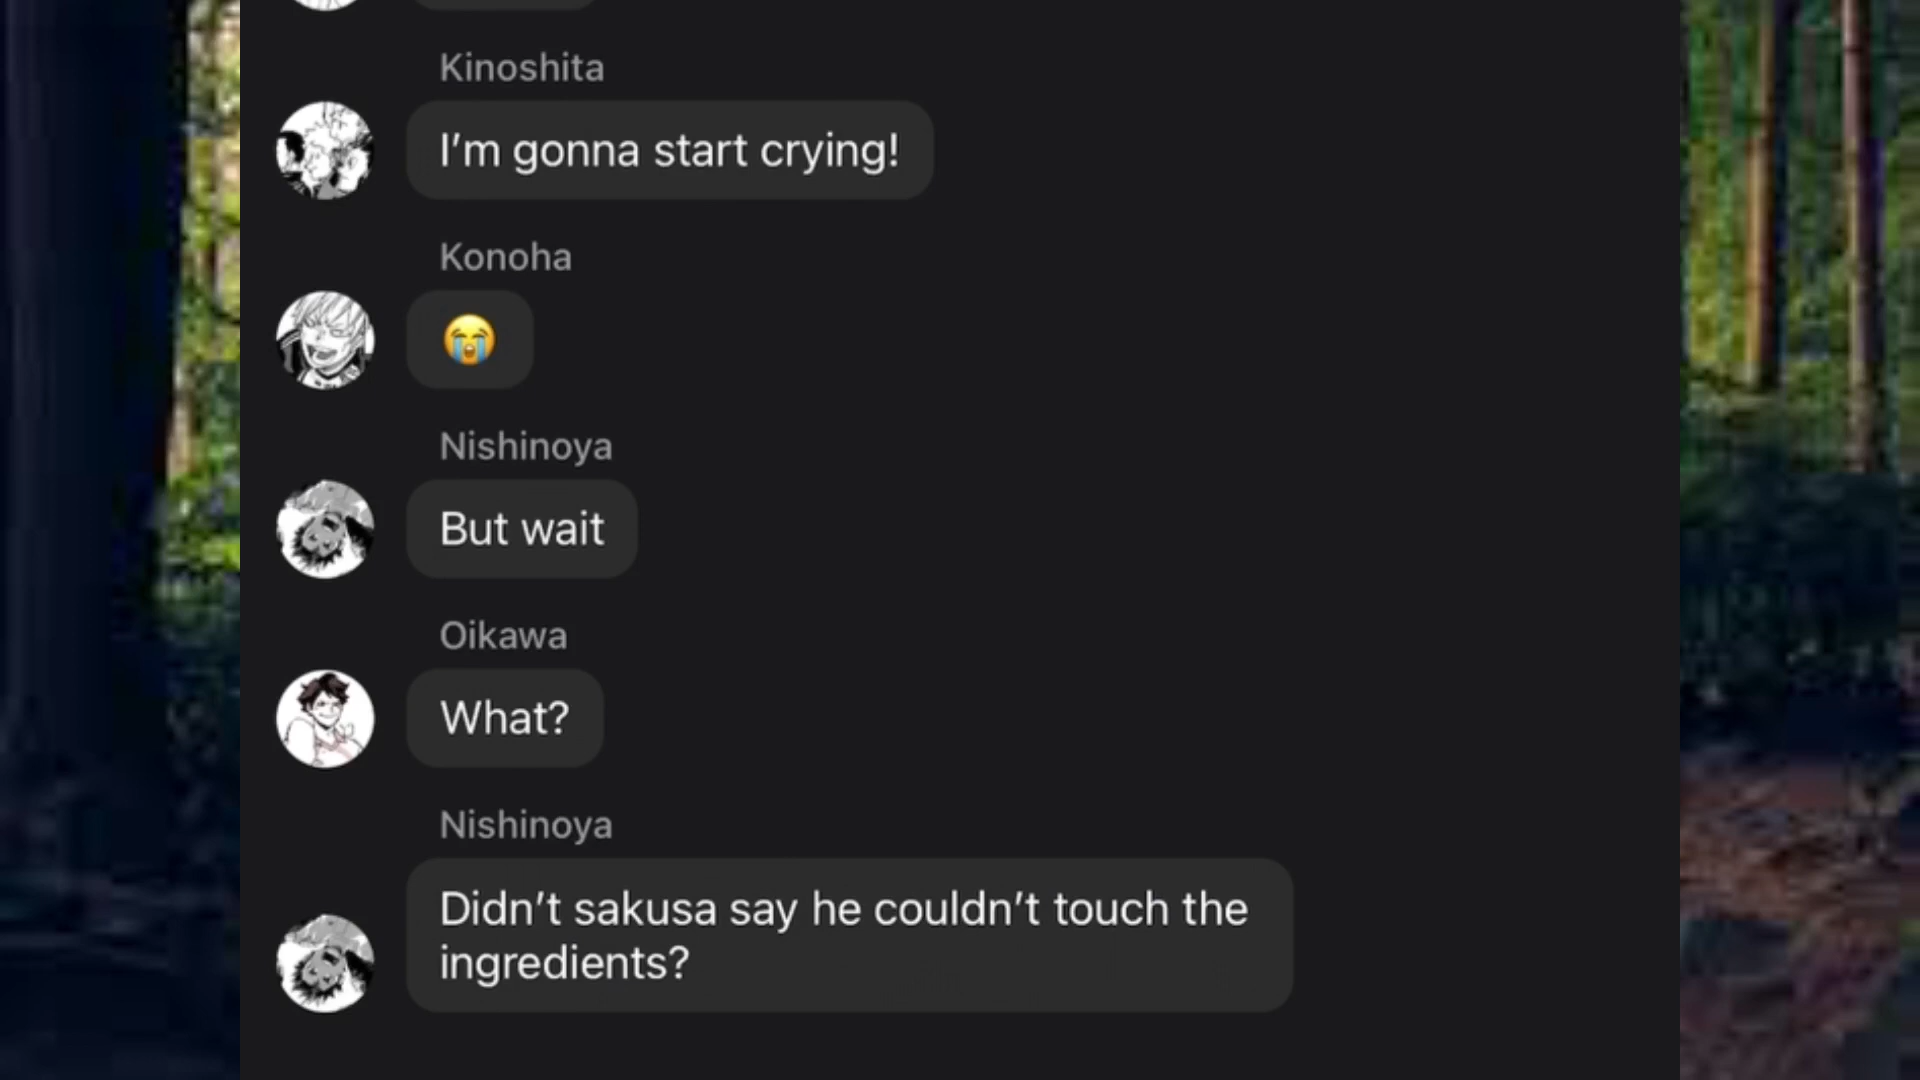 Kinoshita
I’m gonna start crying!
Konoha
😭
Nishinoya
But wait
Oikawa
What?
Nishinoya
Didn’t sakusa say he couldn’t touch the
ingredients?